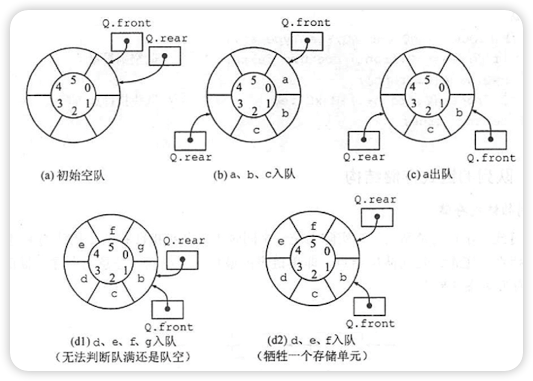 Q.front
Q.rear
4 5 0
3 2 1
(a) 初始空队
Q.front
a
b
c
4 5 0
3 2 1
Q.rear
(b) a、b、c入队
b
c
4 5 0
3 2 1
Q.rear
Q.front
(c) a出队
f
e
g
4 5 0
3 2 1
d
b
c
Q.rear
Q.front
(d1) d、e、f、g入队
(无法判断队满还是队空)
f
e
4 5 0
3 2 1
d
b
c
Q.rear
Q.front
(d2) d、e、f入队
(牺牲一个存储单元)